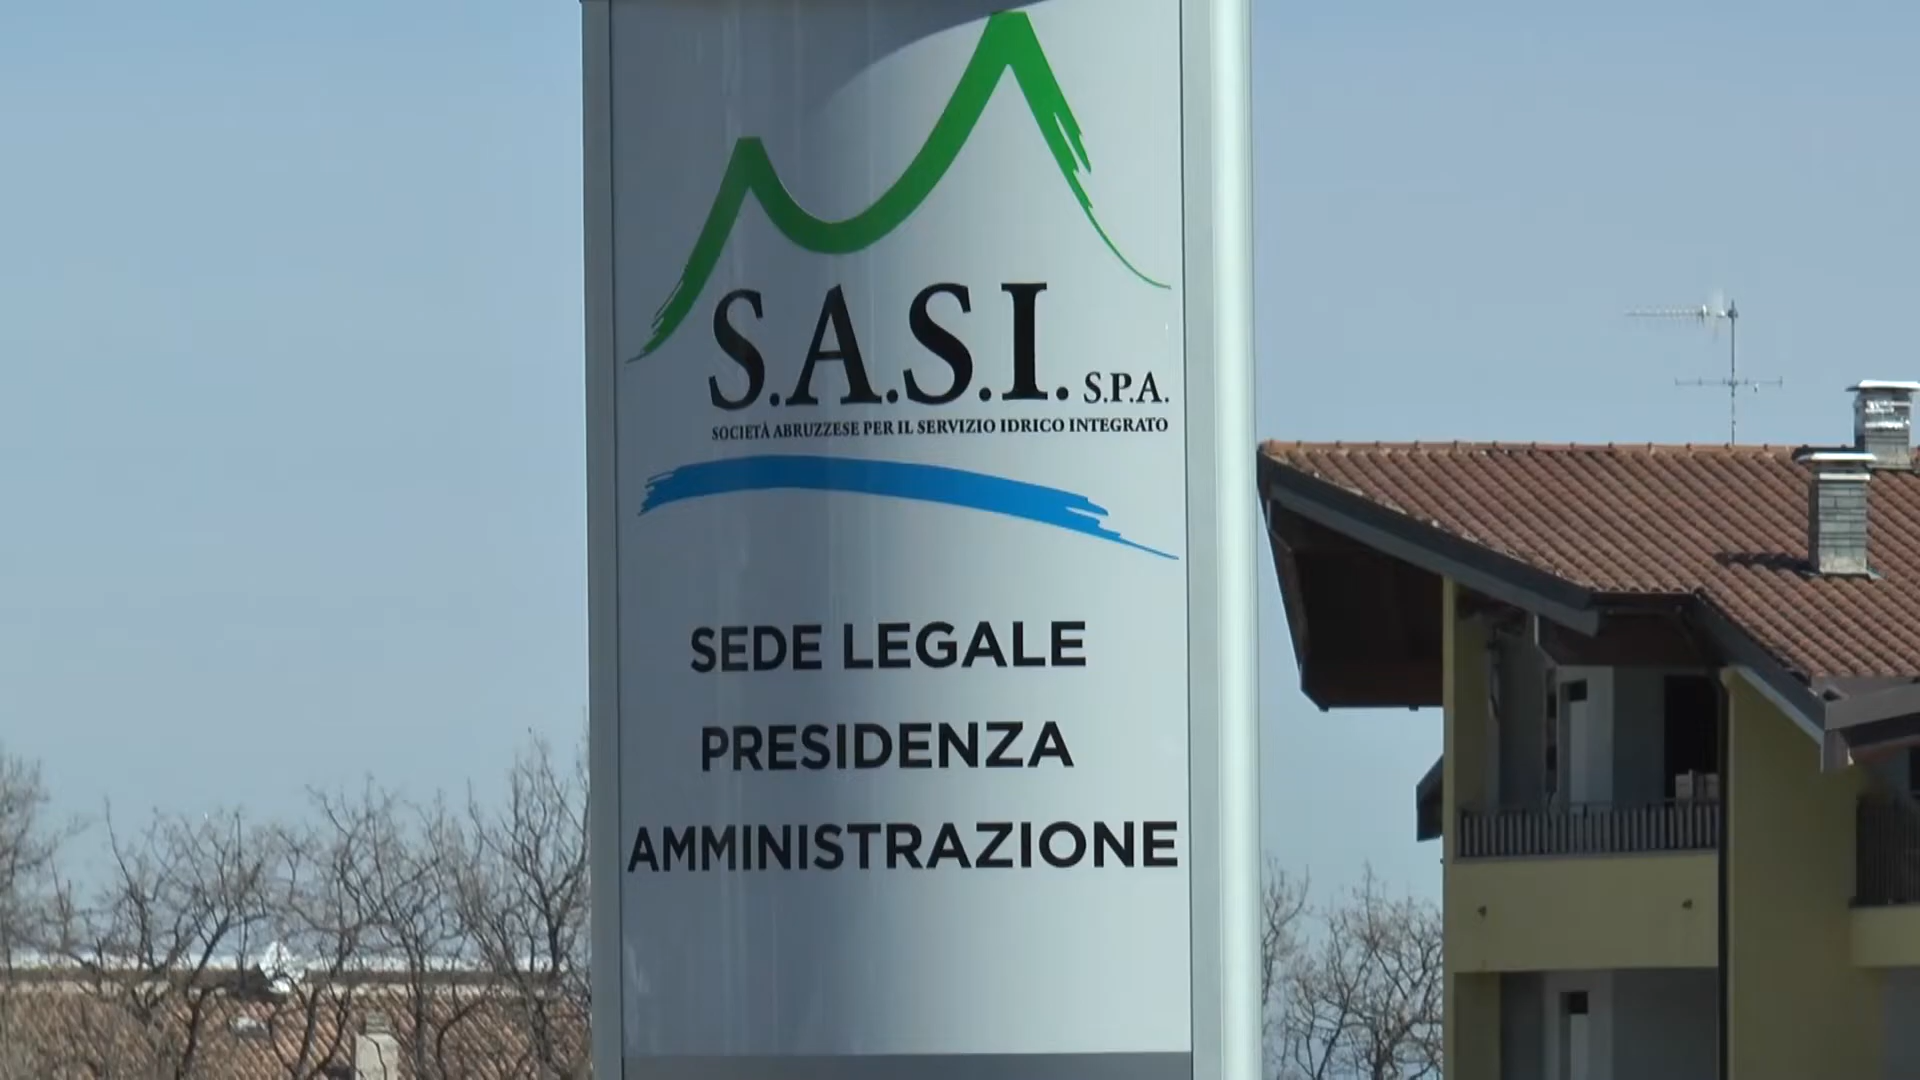 S.A.S.I. S.P.A.
SOCIETÀ ABRUZZESE PER IL SERVIZIO IDRICO INTEGRATO
SEDE LEGALE
PRESIDENZA
AMMINISTRAZIONE